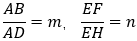 AB/AD = m, EF/EH = n